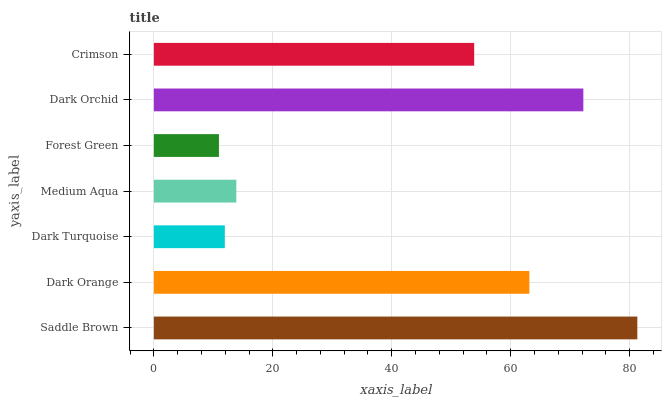 title
Crimson
Dark Orchid
Forest Green
Medium Aqua
Dark Turquoise
Dark Orange
Saddle Brown
yaxis_label
0 20 40 60 80
xaxis_label